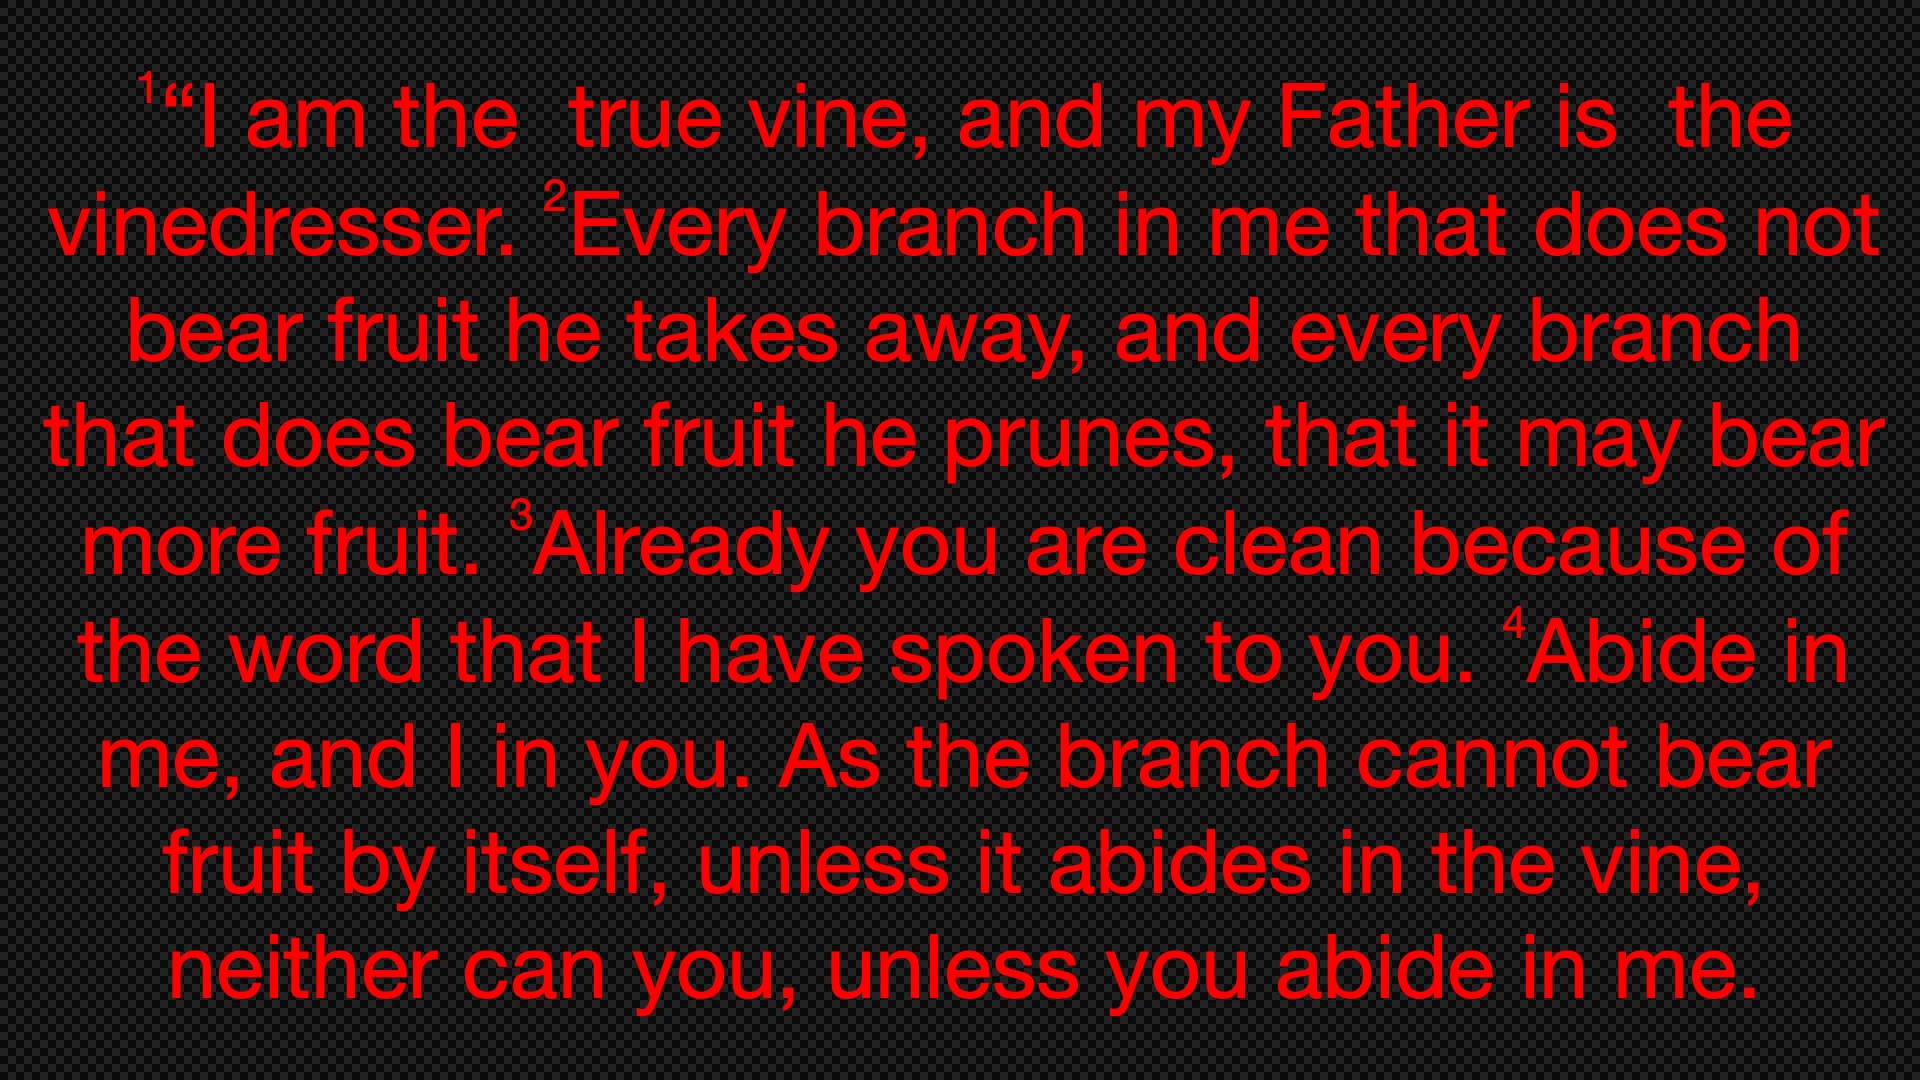 ¹“I am the  true vine, and my Father is  the
vinedresser. ²Every branch in me that does not
bear fruit he takes away, and every branch
that does bear fruit he prunes, that it may bear
more fruit. ³Already you are clean because of
the word that I have spoken to you. ⁴Abide in
me, and I in you. As the branch cannot bear
fruit by itself, unless it abides in the vine,
neither can you, unless you abide in me.